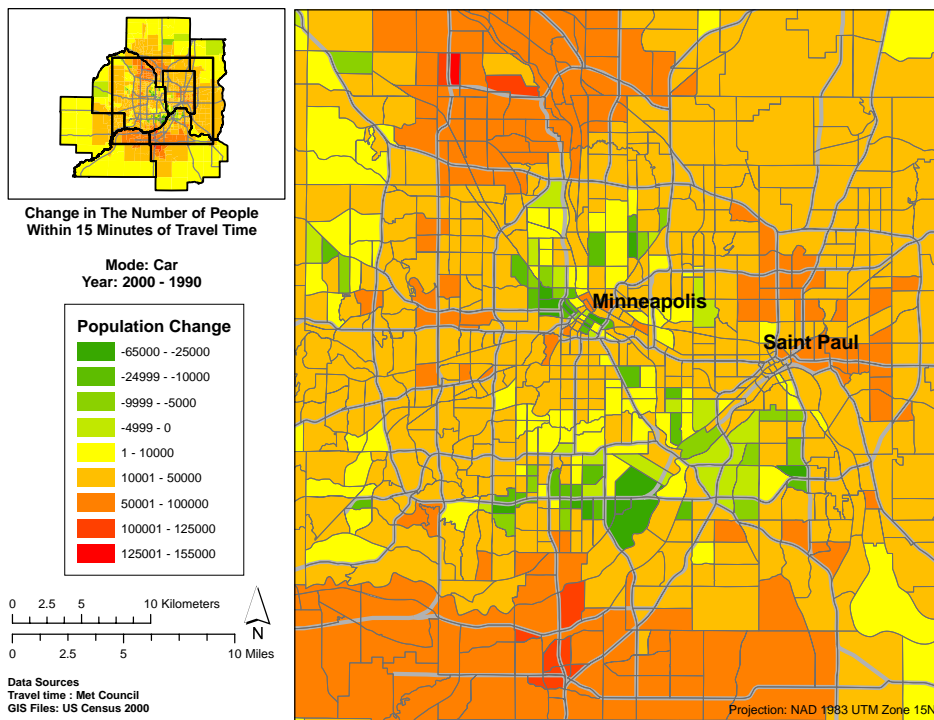 Change in The Number of People
Within 15 Minutes of Travel Time
Mode: Car
Year: 2000 - 1990
Population Change
-65000 - -25000
-24999 - -10000
-9999 - -5000
-4999 - 0
1 - 10000
10001 - 50000
50001 - 100000
100001 - 125000
125001 - 155000
0 2.5 5 10 Kilometers
0 2.5 5 10 Miles
N
Data Sources
Travel time : Met Council
GIS Files: US Census 2000
Minneapolis
Saint Paul
Projection: NAD 1983 UTM Zone 15N